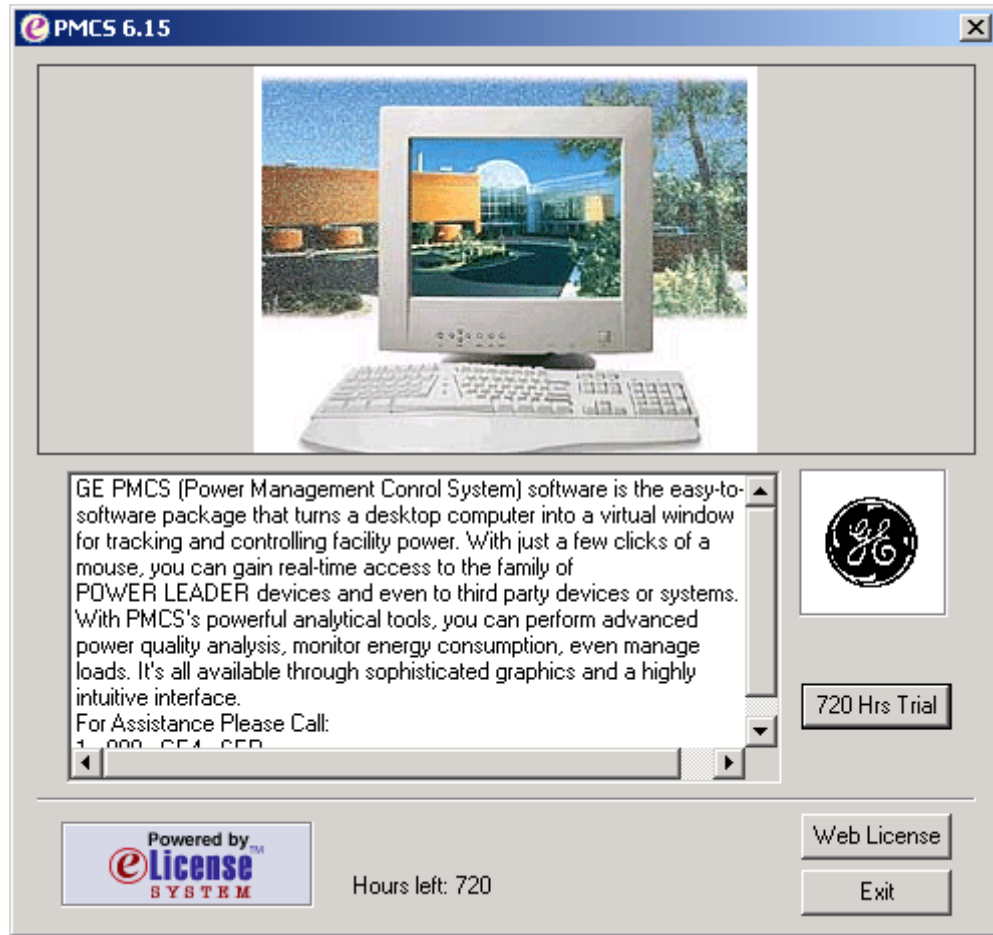 PMCS 6.15
GE PMCS (Power Management Conrol System) software is the easy-to-
software package that turns a desktop computer into a virtual window
for tracking and controlling facility power. With just a few clicks of a
mouse, you can gain real-time access to the family of
POWER LEADER devices and even to third party devices or systems.
With PMCS's powerful analytical tools, you can perform advanced
power quality analysis, monitor energy consumption, even manage
loads. It's all available through sophisticated graphics and a highly
intuitive interface.
For Assistance Please Call:
GE
720 Hrs Trial
Powered by
eLicense™
SYSTEM
Hours left: 720
Web License
Exit